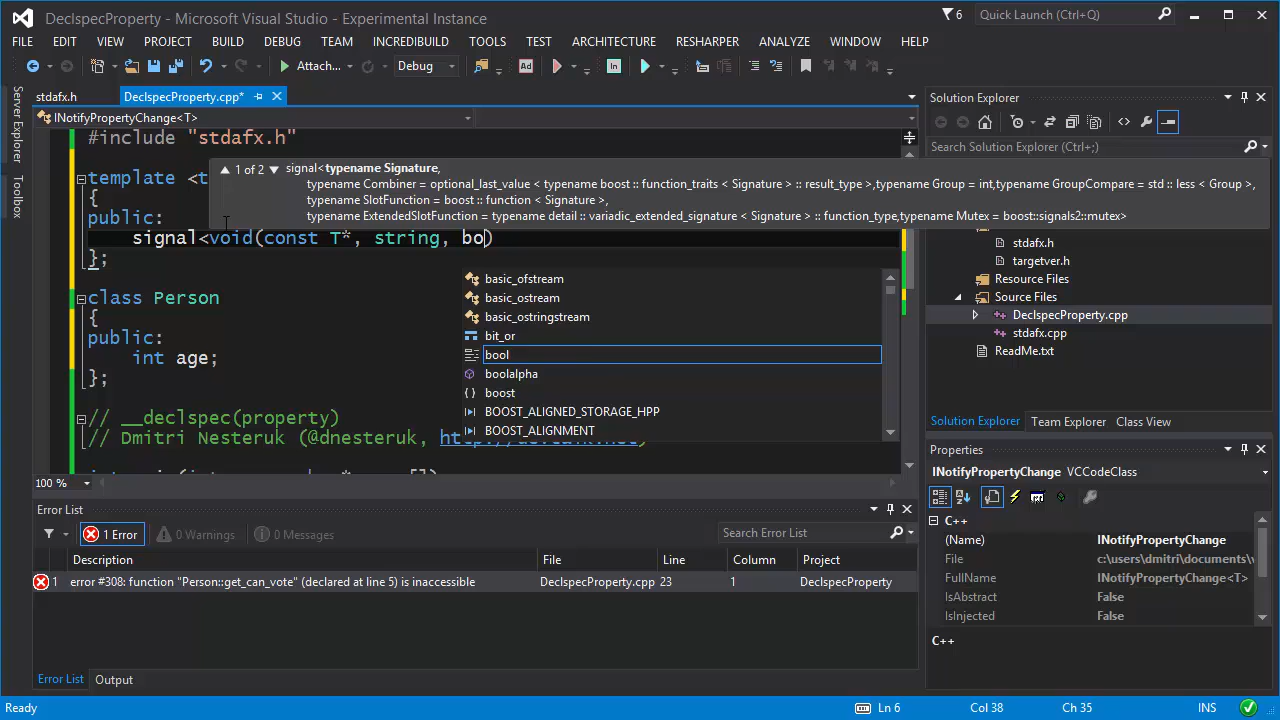 DeclspecProperty - Microsoft Visual Studio - Experimental Instance
6
Quick Launch (Ctrl+Q)
FILE EDIT VIEW PROJECT BUILD DEBUG TEAM INCREDIBUILD TOOLS TEST ARCHITECTURE RESHARPER ANALYZE WINDOW HELP
Attach... Debug
Server Explorer
Toolbox
stdafx.h DeclspecProperty.cpp*
INotifyPropertyChange<T>
#include "stdafx.h"
template <t
1 of 2 signal<typename Signature,
typename Combiner = optional_last_value < typename boost :: function_traits < Signature > :: result_type >,typename Group = int,typename GroupCompare = std :: less < Group >,
typename SlotFunction = boost :: function < Signature >,
typename ExtendedSlotFunction = typename detail :: variadic_extended_signature < Signature > :: function_type,typename Mutex = boost::signals2::mutex>
{
public:
signal<void(const T*, string, bo)
};
class Person
{
public:
int age;
};
// __declspec(property)
// Dmitri Nesteruk (@dnesteruk,
basic_ofstream
basic_ostream
basic_ostringstream
bit_or
bool
boolalpha
boost
BOOST_ALIGNED_STORAGE_HPP
BOOST_ALIGNMENT
100 %
Error List
1 Error 0 Warnings 0 Messages
Search Error List
Description File Line Column Project
1 error #308: function "Person::get_can_vote" (declared at line 5) is inaccessible DeclspecProperty.cpp 23 1 DeclspecProperty
Error List Output
Solution Explorer
Search Solution Explorer (Ctrl+;)
stdafx.h
targetver.h
Resource Files
Source Files
DeclspecProperty.cpp
stdafx.cpp
ReadMe.txt
Solution Explorer Team Explorer Class View
Properties
INotifyPropertyChange VCCodeClass
C++
(Name) INotifyPropertyChange
File c:\users\dmitri\documents\v
FullName INotifyPropertyChange<T>
IsAbstract False
IsInjected False
C++
Ready Ln 6 Col 38 Ch 35 INS